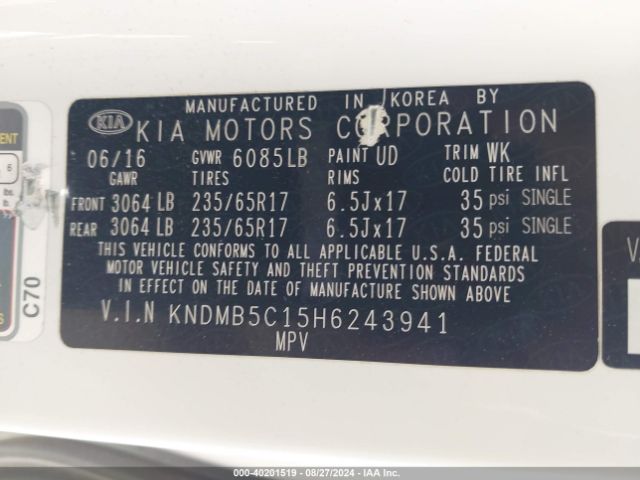 MANUFACTURED IN KOREA BY
KIA KIA MOTORS CORPORATION
06/16 GVWR 6085LB PAINT UD TRIM WK
GAWR TIRES RIMS COLD TIRE INFL
FRONT 3064 LB 235/65R17 6.5Jx17 35 psi SINGLE
REAR 3064 LB 235/65R17 6.5Jx17 35 psi SINGLE
THIS VEHICLE CONFORMS TO ALL APPLICABLE U.S.A. FEDERAL
MOTOR VEHICLE SAFETY AND THEFT PREVENTION STANDARDS
IN EFFECT ON THE DATE OF MANUFACTURE SHOWN ABOVE
V.I.N KNDMB5C15H6243941
MPV
6
lbs.
C70
000-40201519 - 08/27/2024 - IAA Inc.